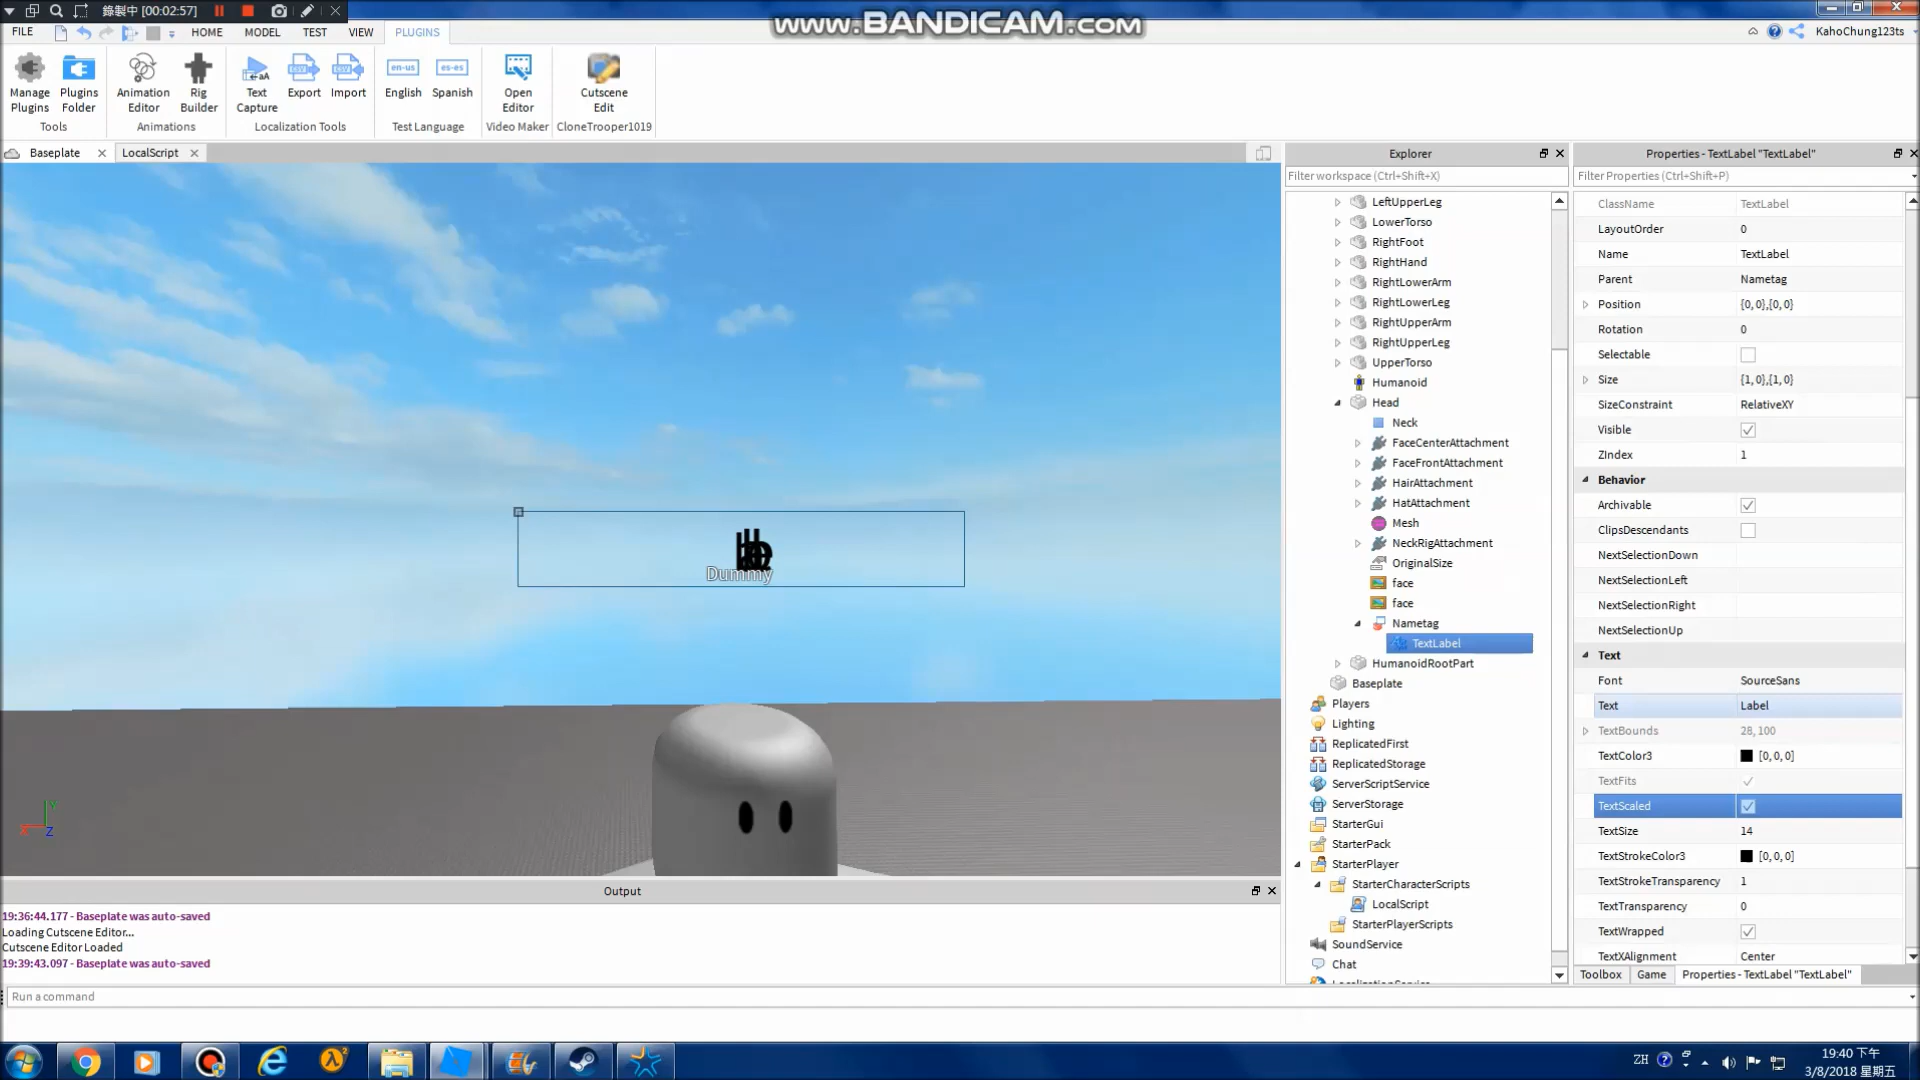 錄製中 [00:02:57]
www.BANDICAM.com
FILE HOME MODEL TEST VIEW PLUGINS
KahoChung123ts
Manage Plugins
Plugins Folder
Animation Editor
Rig Builder
Text Capture
Export
Import
English
Spanish
Open Editor
Cutscene Edit
en-us
es-es
Tools
Animations
Localization Tools
Test Language
Video Maker
CloneTrooper1019
Baseplate
LocalScript
Explorer
Filter workspace (Ctrl+Shift+X)
LeftUpperLeg
LowerTorso
RightFoot
RightHand
RightLowerArm
RightLowerLeg
RightUpperArm
RightUpperLeg
UpperTorso
Humanoid
Head
Neck
FaceCenterAttachment
FaceFrontAttachment
HairAttachment
HatAttachment
Mesh
NeckRigAttachment
OriginalSize
face
face
Nametag
TextLabel
HumanoidRootPart
Baseplate
Players
Lighting
ReplicatedFirst
ReplicatedStorage
ServerScriptService
ServerStorage
StarterGui
StarterPack
StarterPlayer
StarterCharacterScripts
LocalScript
StarterPlayerScripts
SoundService
Chat
Properties - TextLabel "TextLabel"
Filter Properties (Ctrl+Shift+P)
ClassName TextLabel
LayoutOrder 0
Name TextLabel
Parent Nametag
Position {0, 0},{0, 0}
Rotation 0
Selectable
Size {1, 0},{1, 0}
SizeConstraint RelativeXY
Visible
ZIndex 1
Behavior
Archivable
ClipsDescendants
NextSelectionDown
NextSelectionLeft
NextSelectionRight
NextSelectionUp
Text
Font SourceSans
Text Label
TextBounds 28, 100
TextColor3 [0, 0, 0]
TextFits
TextScaled
TextSize 14
TextStrokeColor3 [0, 0, 0]
TextStrokeTransparency 1
TextTransparency 0
TextWrapped
TextXAlignment Center
Toolbox Game Properties - TextLabel "TextLabel"
Dummy
Y
X
Z
Output
19:36:44.177 - Baseplate was auto-saved
Loading Cutscene Editor...
Cutscene Editor Loaded
19:39:43.097 - Baseplate was auto-saved
Run a command
ZH
19:40 下午
3/8/2018 星期五